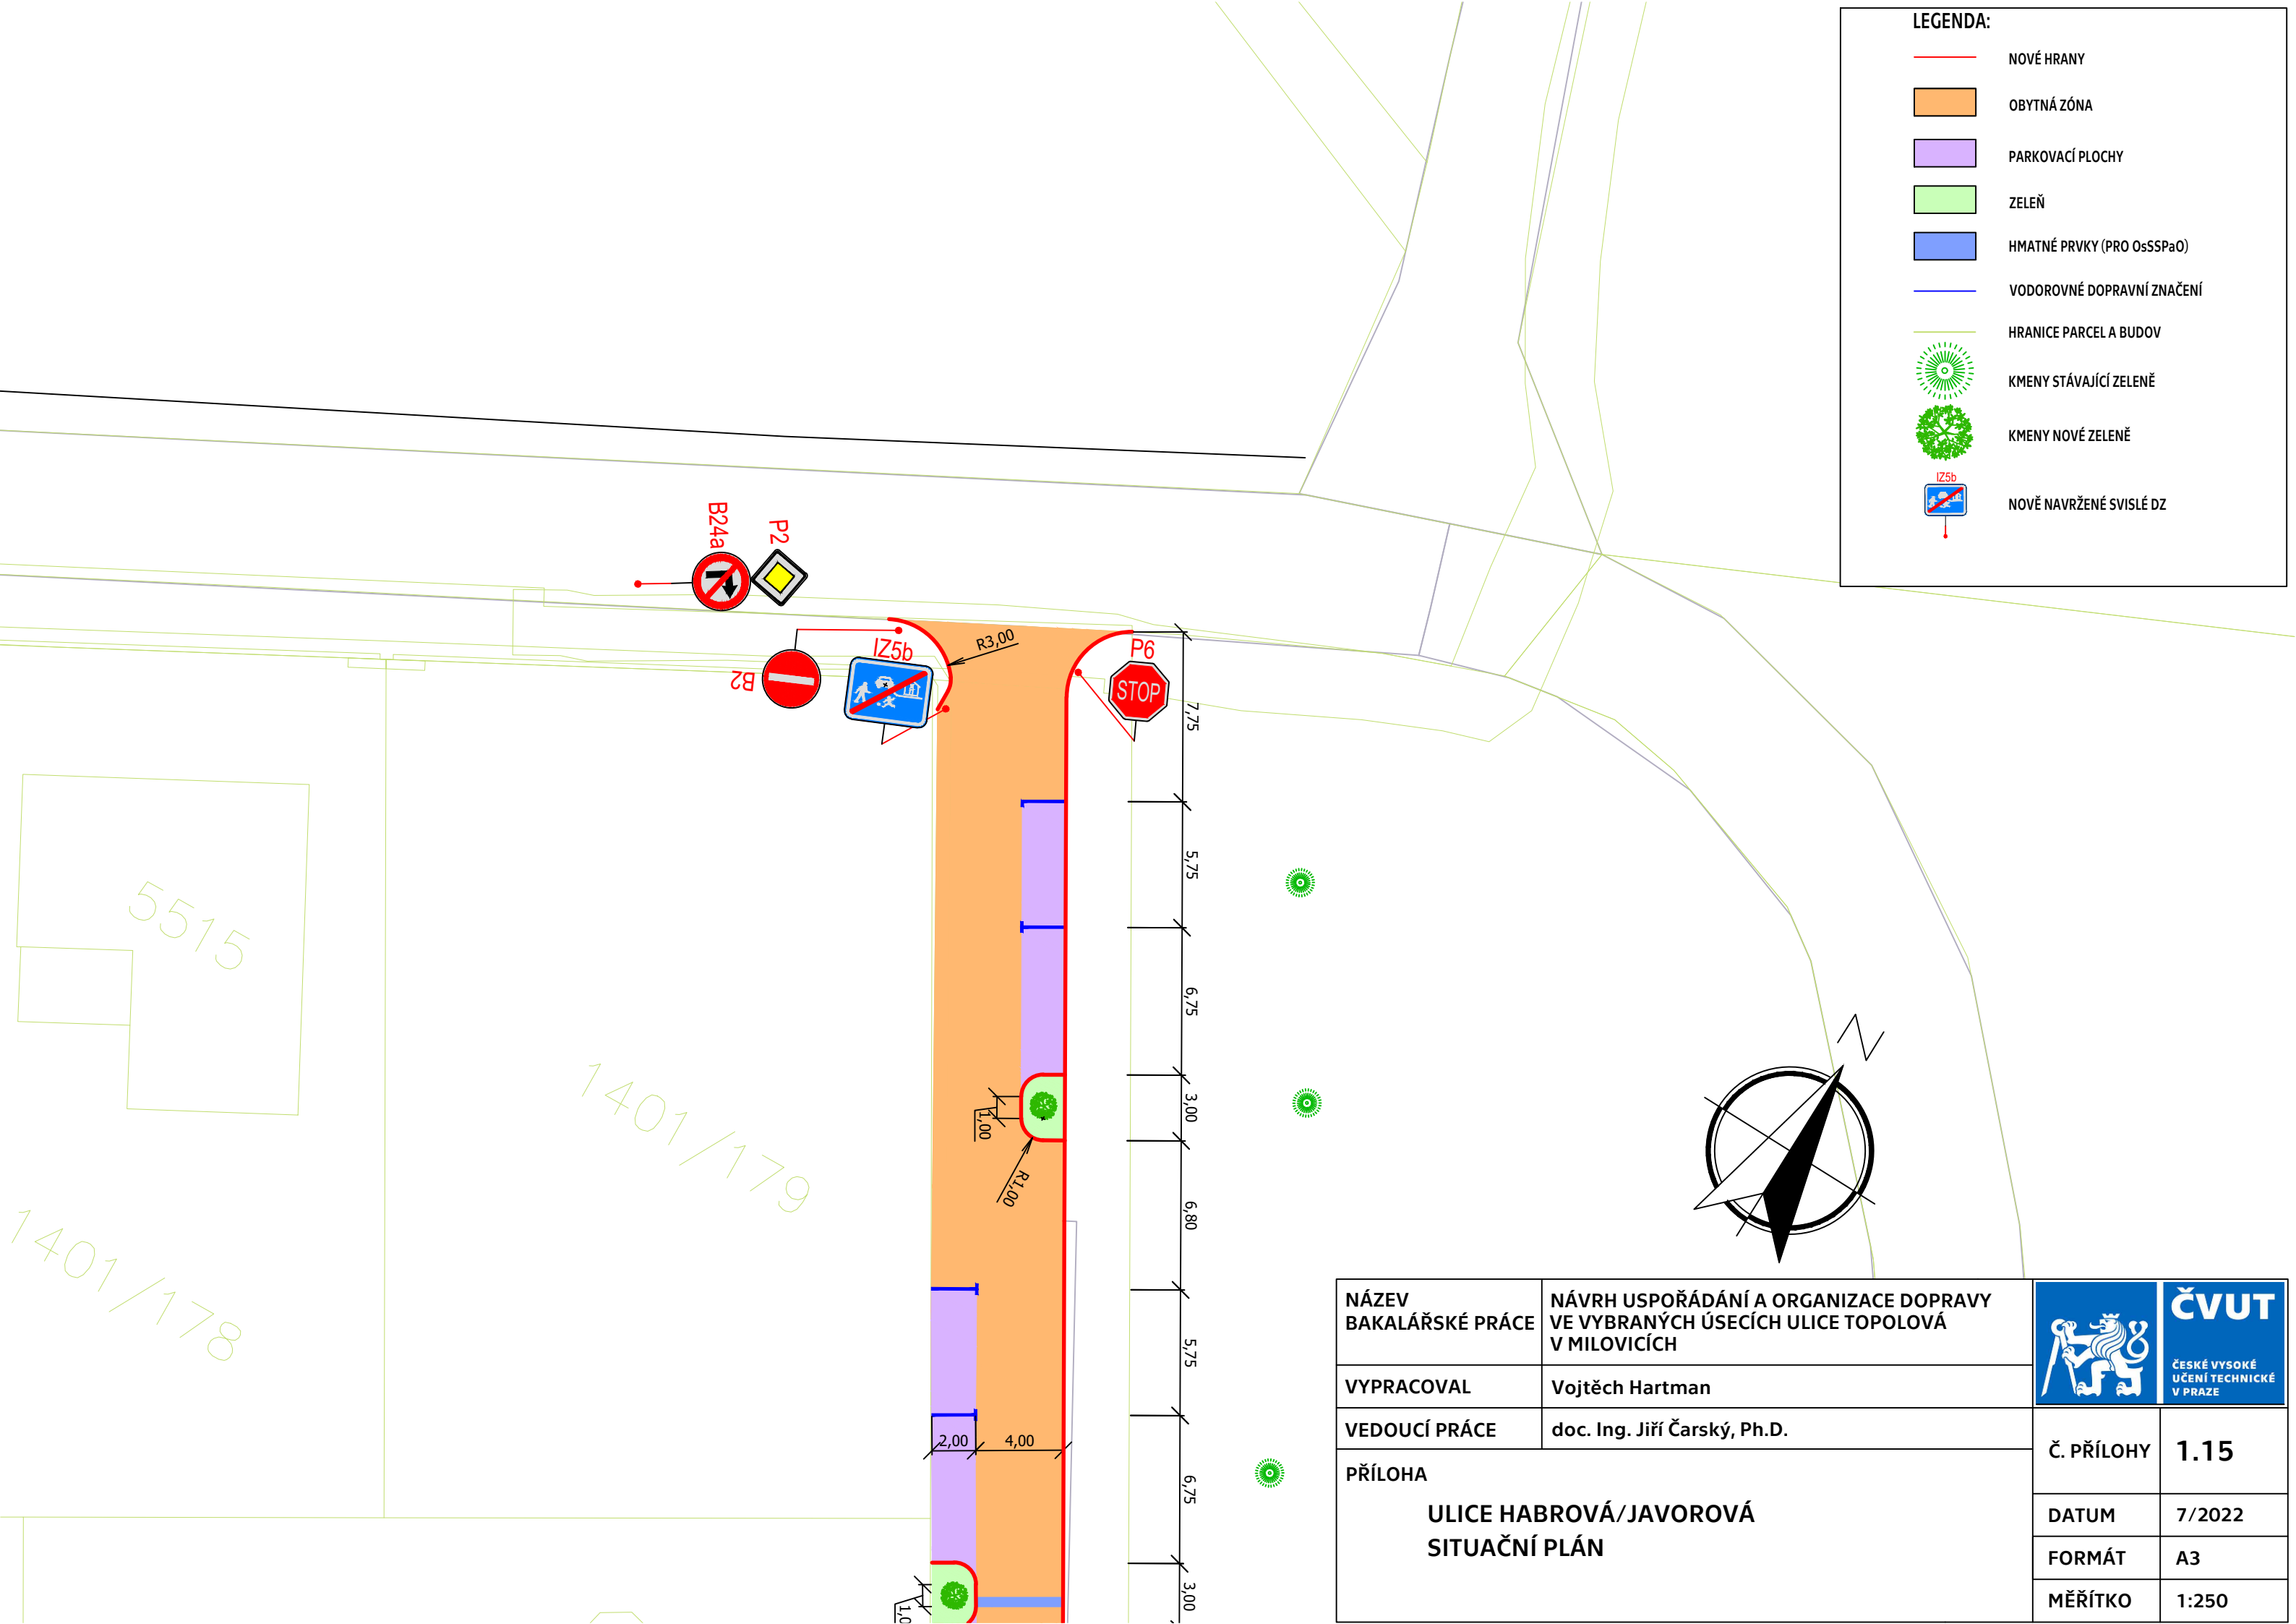 LEGENDA:
NOVÉ HRANY
OBYTNÁ ZÓNA
PARKOVACÍ PLOCHY
ZELEŇ
HMATNÉ PRVKY (PRO OsSSPaO)
VODOROVNÉ DOPRAVNÍ ZNAČENÍ
HRANICE PARCEL A BUDOV
KMENY STÁVAJÍCÍ ZELENĚ
KMENY NOVÉ ZELENĚ
IZ5b
NOVĚ NAVRŽENÉ SVISLÉ DZ
B24a
P2
B2
IZ5b
R3,00
P6
STOP
7,75
5,75
6,75
3,00
6,80
5,75
6,75
3,00
1,00
R1,00
2,00
4,00
5515
1401/179
1401/178
N
NÁZEV
BAKALÁŘSKÉ PRÁCE
NÁVRH USPOŘÁDÁNÍ A ORGANIZACE DOPRAVY
VE VYBRANÝCH ÚSECÍCH ULICE TOPOLOVÁ
V MILOVICÍCH
VYPRACOVAL
Vojtěch Hartman
VEDOUCÍ PRÁCE
doc. Ing. Jiří Čarský, Ph.D.
PŘÍLOHA
ULICE HABROVÁ/JAVOROVÁ
SITUAČNÍ PLÁN
ČVUT
ČESKÉ VYSOKÉ
UČENÍ TECHNICKÉ
V PRAZE
Č. PŘÍLOHY
1.15
DATUM
7/2022
FORMÁT
A3
MĚŘÍTKO
1:250